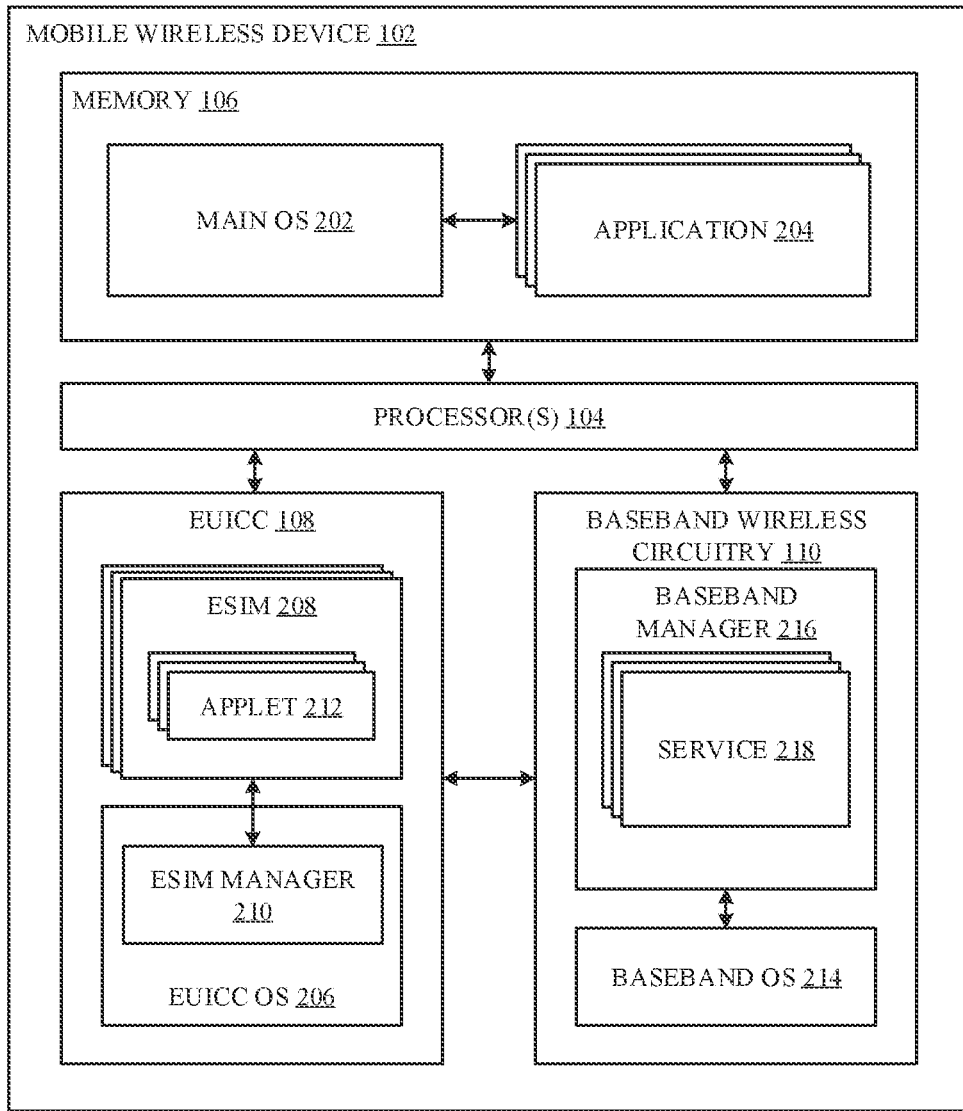 MOBILE WIRELESS DEVICE 102
MEMORY 106
MAIN OS 202
APPLICATION 204
PROCESSOR(S) 104
EUICC 108
ESIM 208
APPLET 212
ESIM MANAGER
210
EUICC OS 206
BASEBAND WIRELESS
CIRCUITRY 110
BASEBAND
MANAGER 216
SERVICE 218
BASEBAND OS 214